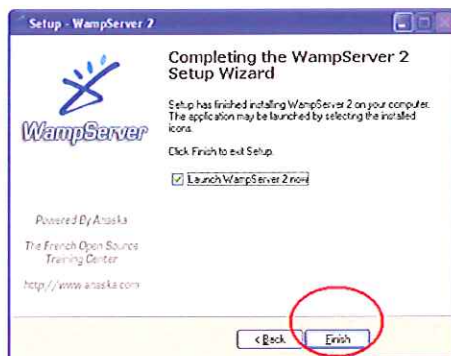 Setup - WampServer 2
Completing the WampServer 2
Setup Wizard
Setup has finished installing WampServer 2 on your computer.
The application may be launched by selecting the installed
icons.
Click Finish to exit Setup.
Launch WampServer 2 now
WampServer
Powered By Anaska
The French Open Source
Training Center
http://www.anaska.com
< Back
Finish